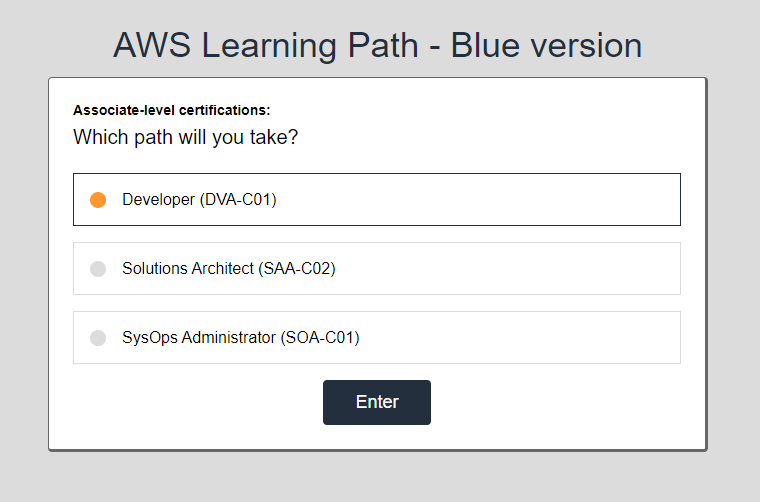 AWS Learning Path - Blue version
Associate-level certifications:
Which path will you take?
Developer (DVA-C01)
Solutions Architect (SAA-C02)
SysOps Administrator (SOA-C01)
Enter